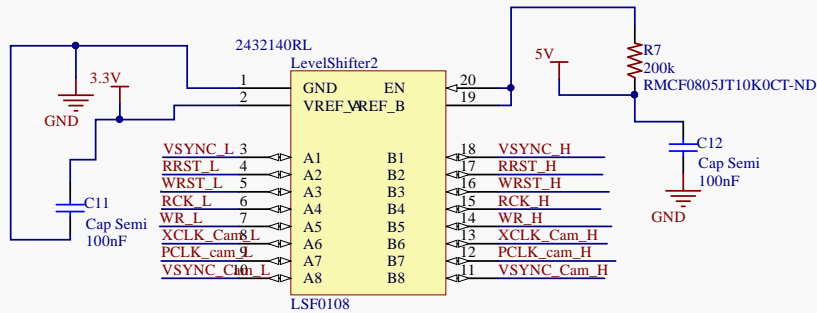 2432140RL
LevelShifter2
5V
R7
200k
RMCF0805JT10K0CT-ND
3.3V
GND
1 GND EN 20
2 VREF_A VREF_B 19
VSYNC_L 3 A1 B1 18 VSYNC_H
RRST_L 4 A2 B2 17 RRST_H
WRST_L 5 A3 B3 16 WRST_H
RCK_L 6 A4 B4 15 RCK_H
WR_L 7 A5 B5 14 WR_H
XCLK_Cam_L 8 A6 B6 13 XCLK_Cam_H
PCLK_cam_L 9 A7 B7 12 PCLK_cam_H
VSYNC_Cam_L 10 A8 B8 11 VSYNC_Cam_H
LSF0108
C11
Cap Semi
100nF
C12
Cap Semi
100nF
GND